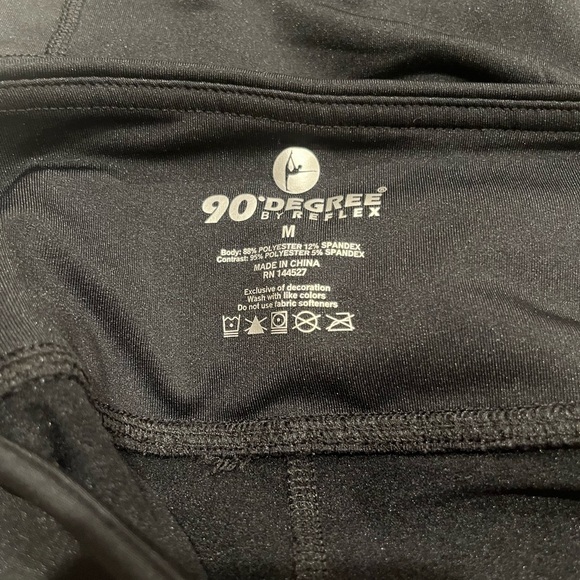 90°DEGREE®
BY REFLEX
M
Body: 88% POLYESTER 12% SPANDEX
Contrast: 95% POLYESTER 5% SPANDEX
MADE IN CHINA
RN 144527
Exclusive of decoration
Wash with like colors
Do not use fabric softeners